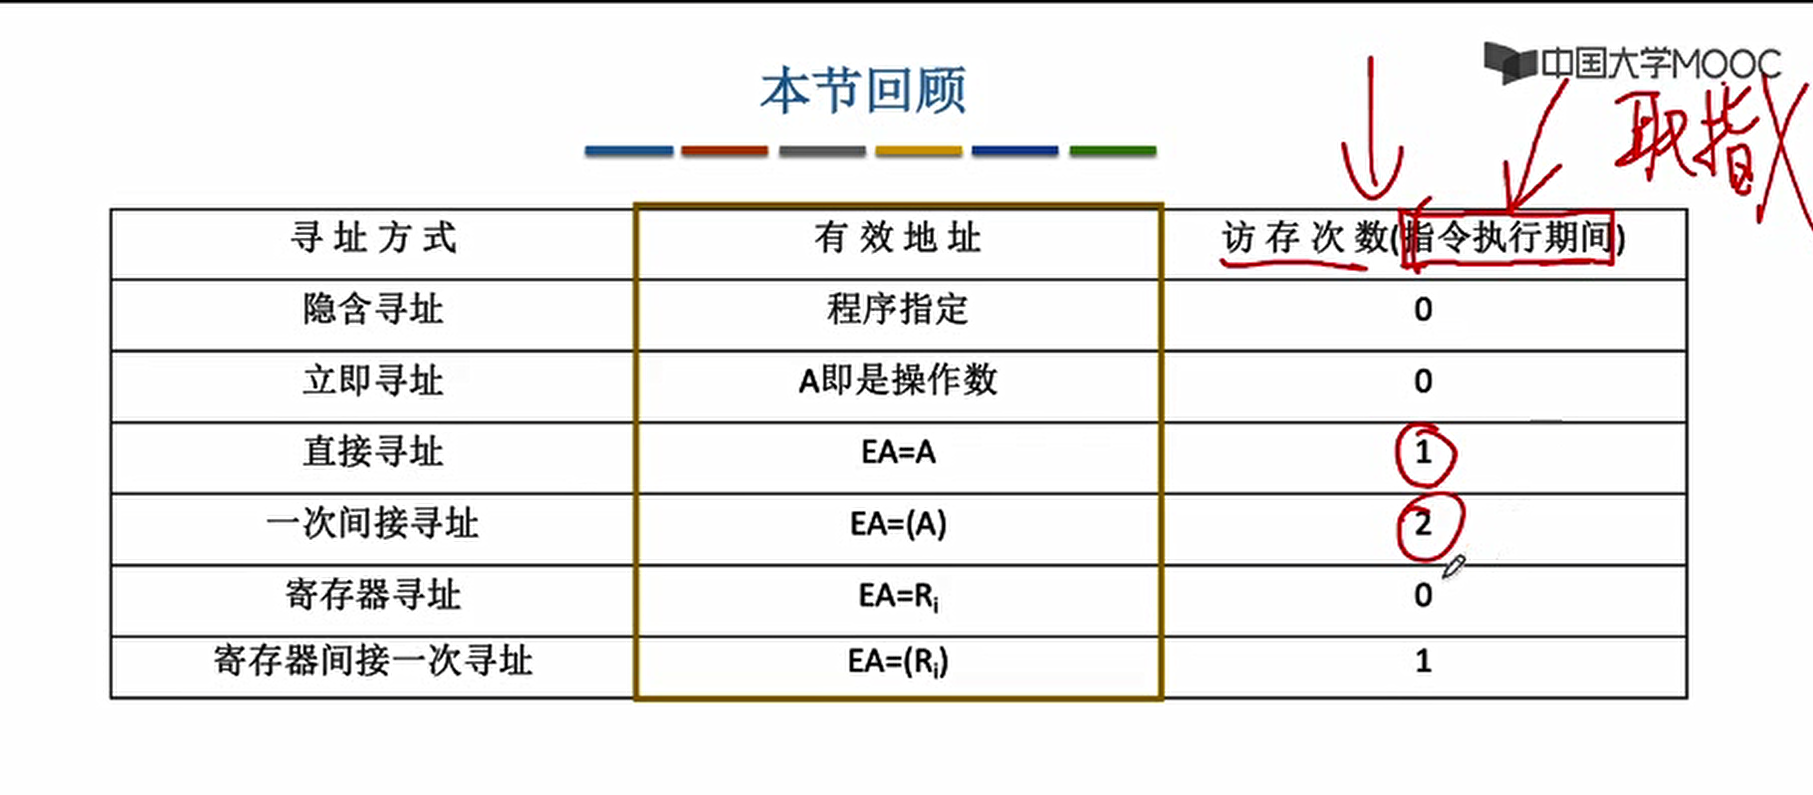 中国大学MOOC
本节回顾
取指
寻址方式 有效地址 访存次数(指令执行期间)
隐含寻址 程序指定 0
立即寻址 A即是操作数 0
直接寻址 EA=A 1
一次间接寻址 EA=(A) 2
寄存器寻址 EA=Ri 0
寄存器间接一次寻址 EA=(Ri) 1